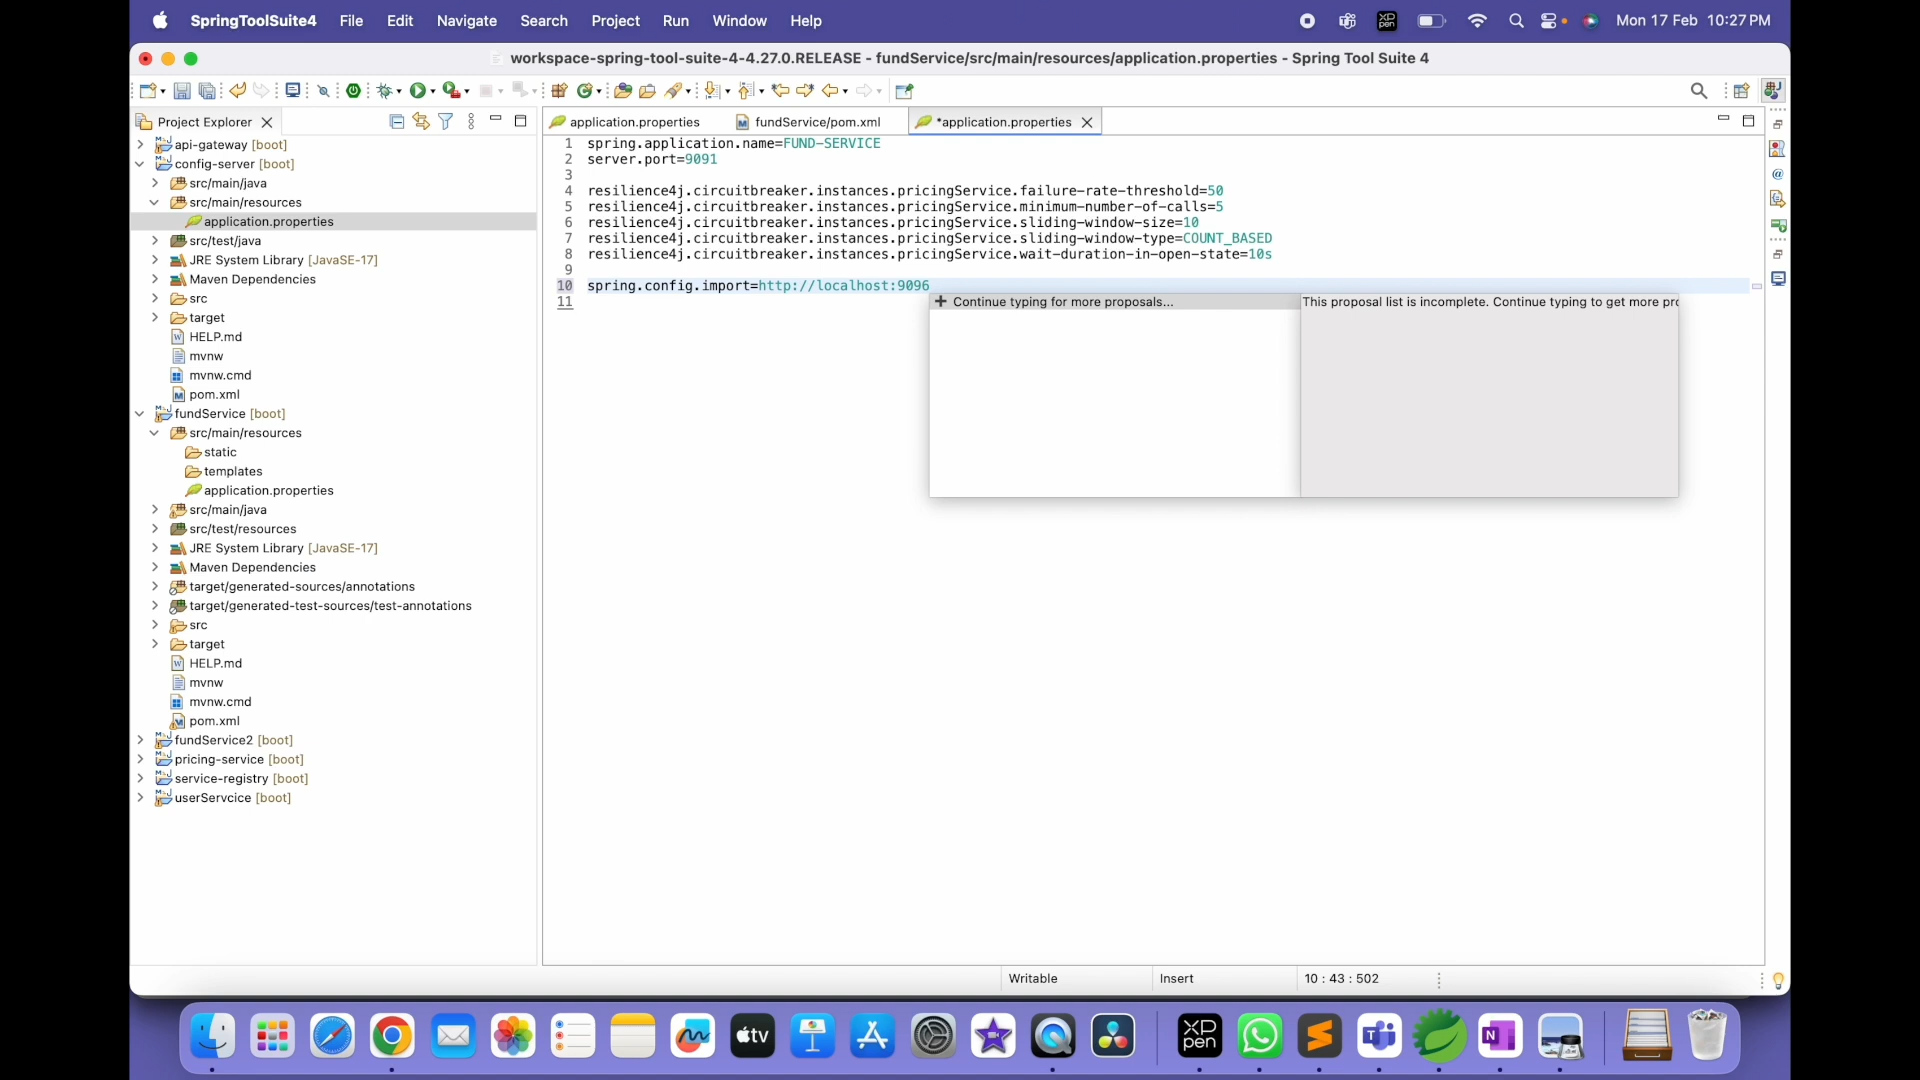 SpringToolSuite4 File Edit Navigate Search Project Run Window Help
XP pen
Mon 17 Feb 10:27 PM
workspace-spring-tool-suite-4-4.27.0.RELEASE - fundService/src/main/resources/application.properties - Spring Tool Suite 4
Project Explorer
application.properties
fundService/pom.xml
*application.properties
api-gateway [boot]
config-server [boot]
src/main/java
src/main/resources
application.properties
src/test/java
JRE System Library [JavaSE-17]
Maven Dependencies
src
target
HELP.md
mvnw
mvnw.cmd
pom.xml
fundService [boot]
src/main/resources
static
templates
application.properties
src/main/java
src/test/resources
JRE System Library [JavaSE-17]
Maven Dependencies
target/generated-sources/annotations
target/generated-test-sources/test-annotations
src
target
HELP.md
mvnw
mvnw.cmd
pom.xml
fundService2 [boot]
pricing-service [boot]
service-registry [boot]
userServcice [boot]
1 spring.application.name=FUND-SERVICE
2 server.port=9091
3
4 resilience4j.circuitbreaker.instances.pricingService.failure-rate-threshold=50
5 resilience4j.circuitbreaker.instances.pricingService.minimum-number-of-calls=5
6 resilience4j.circuitbreaker.instances.pricingService.sliding-window-size=10
7 resilience4j.circuitbreaker.instances.pricingService.sliding-window-type=COUNT_BASED
8 resilience4j.circuitbreaker.instances.pricingService.wait-duration-in-open-state=10s
9
10 spring.config.import=http://localhost:9096
11
Continue typing for more proposals...
This proposal list is incomplete. Continue typing to get more pro
Writable
Insert
10 : 43 : 502
tv
XP pen
T
N